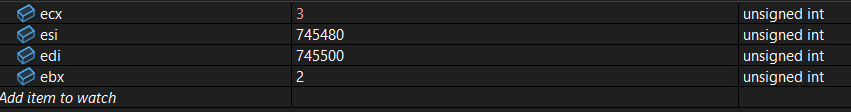 ecx 3 unsigned int
esi 745480 unsigned int
edi 745500 unsigned int
ebx 2 unsigned int
Add item to watch